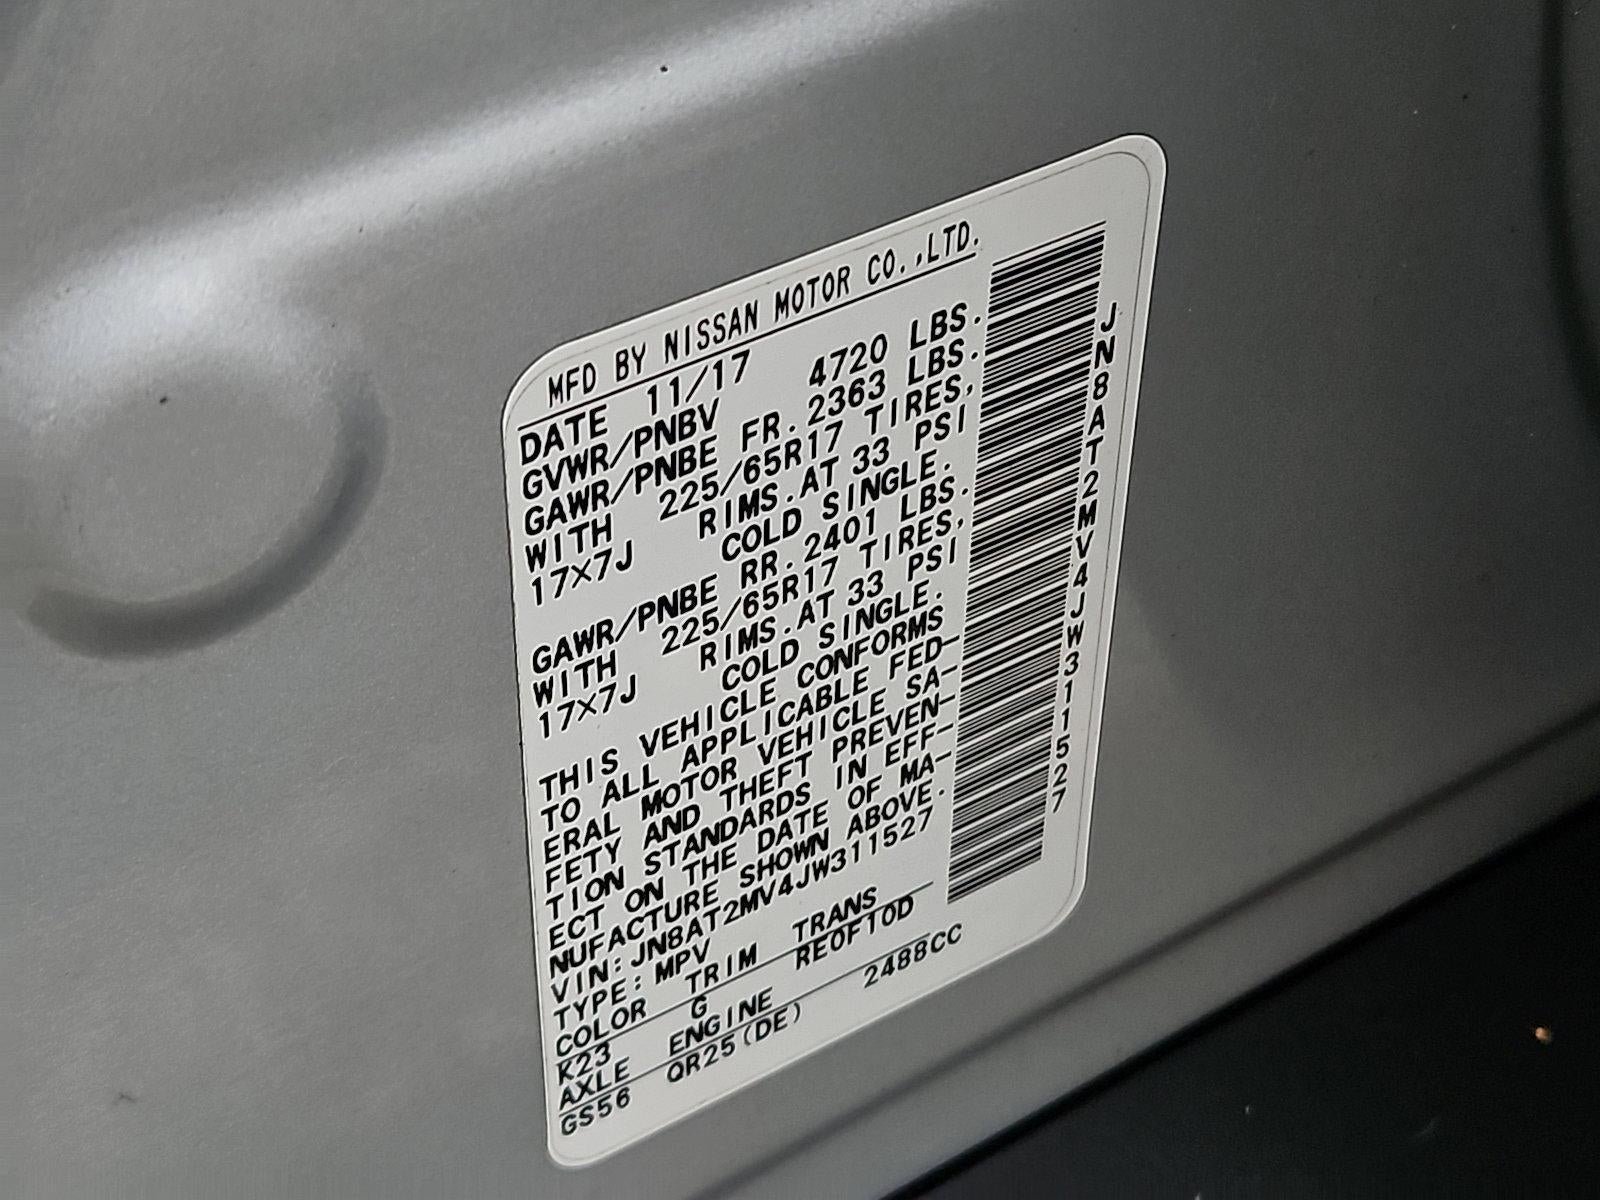 MFD BY NISSAN MOTOR CO.,LTD.
DATE 11/17
GVWR/PNBV 4720 LBS.
GAWR/PNBE FR. 2363 LBS.
WITH 225/65R17 TIRES,
17×7J RIMS.AT 33 PSI
COLD SINGLE.
GAWR/PNBE RR. 2401 LBS.
WITH 225/65R17 TIRES,
17×7J RIMS.AT 33 PSI
COLD SINGLE.
THIS VEHICLE CONFORMS
TO ALL APPLICABLE FED-
ERAL MOTOR VEHICLE SA-
FETY AND THEFT PREVEN-
TION STANDARDS IN EFF-
ECT ON THE DATE OF MA-
NUFACTURE SHOWN ABOVE.
VIN:JN8AT2MV4JW311527
TYPE:MPV
COLOR TRIM TRANS
K23 G RE0F10D
AXLE ENGINE
GS56 QR25(DE) 2488CC
JN8AT2MV4JW311527